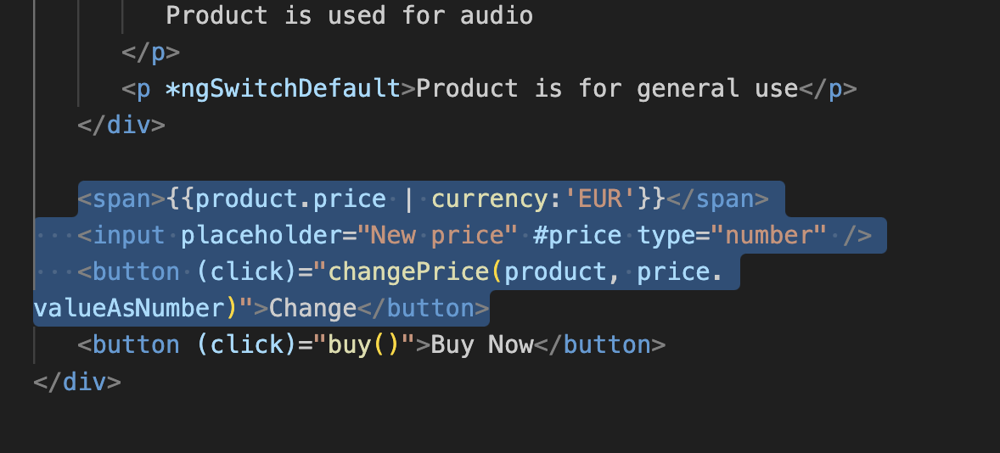 Product is used for audio
</p>
<p *ngSwitchDefault>Product is for general use</p>
</div>
<span>{{product.price | currency:'EUR'}}</span>
<input placeholder="New price" #price type="number" />
<button (click)="changePrice(product, price.
valueAsNumber)">Change</button>
<button (click)="buy()">Buy Now</button>
</div>